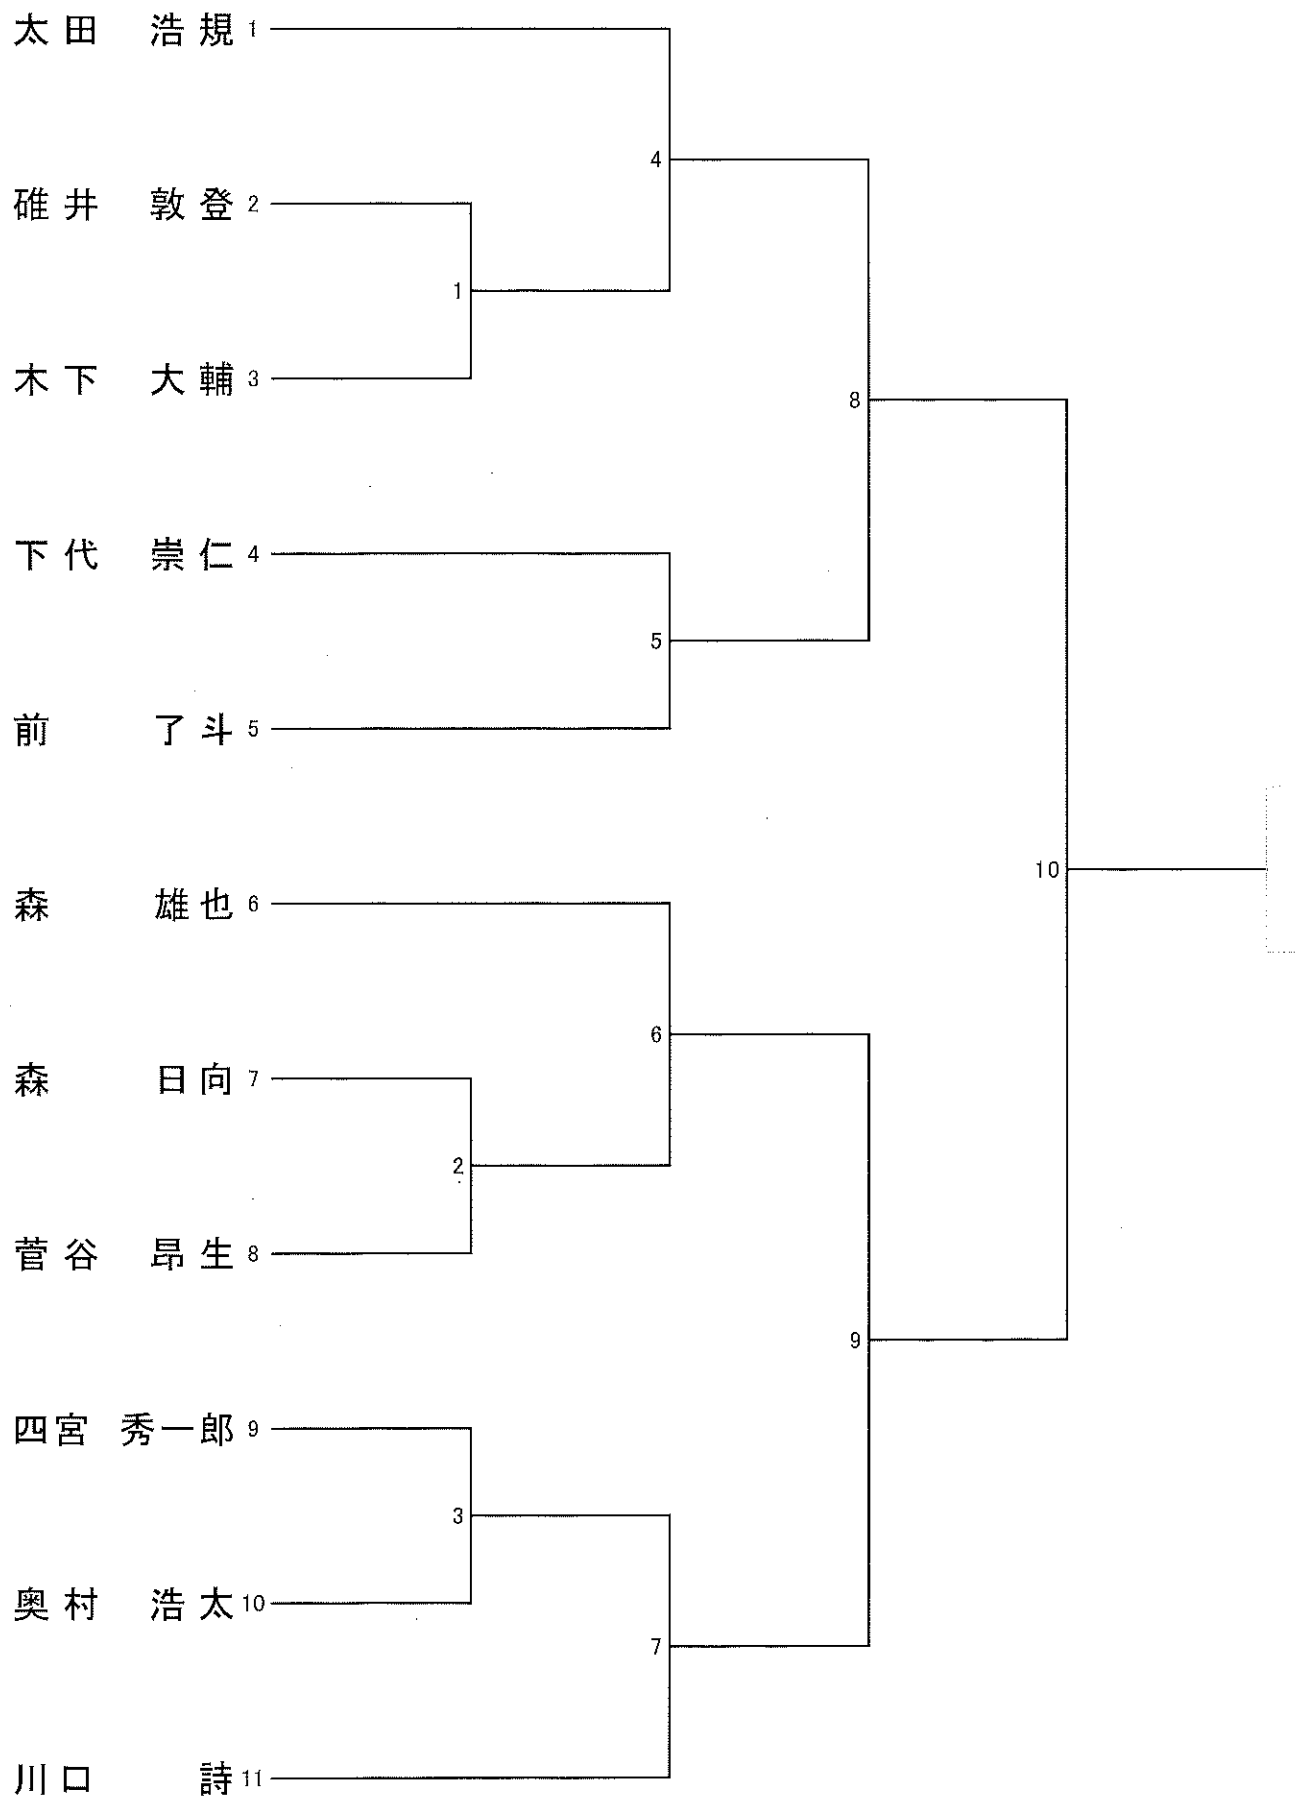 太田 浩規 1
4
碓井 敦登 2
1
木下 大輔 3
8
下代 崇仁 4
5
前 了斗 5
10
森 雄也 6
6
森 日向 7
2
菅谷 昂生 8
9
四宮 秀一郎 9
3
奥村 浩太 10
7
川口 詩 11